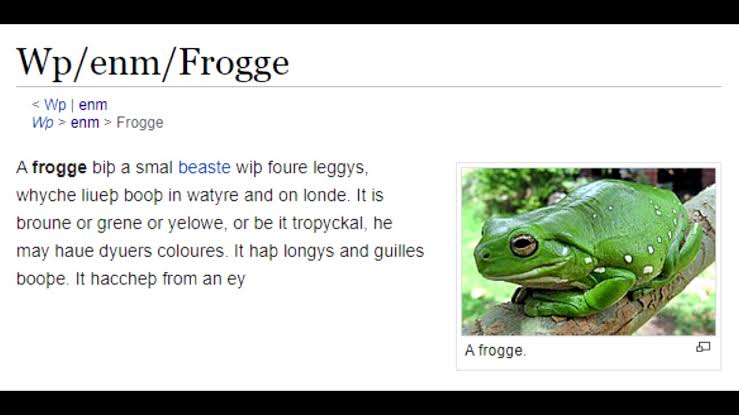 Wp/enm/Frogge
< Wp | enm
Wp > enm > Frogge
A frogge biþ a smal beaste wiþ foure leggys,
whyche liueþ booþ in watyre and on londe. It is
broune or grene or yelowe, or be it tropyckal, he
may haue dyuers coloures. It haþ longys and guilles
booþe. It haccheþ from an ey
A frogge.